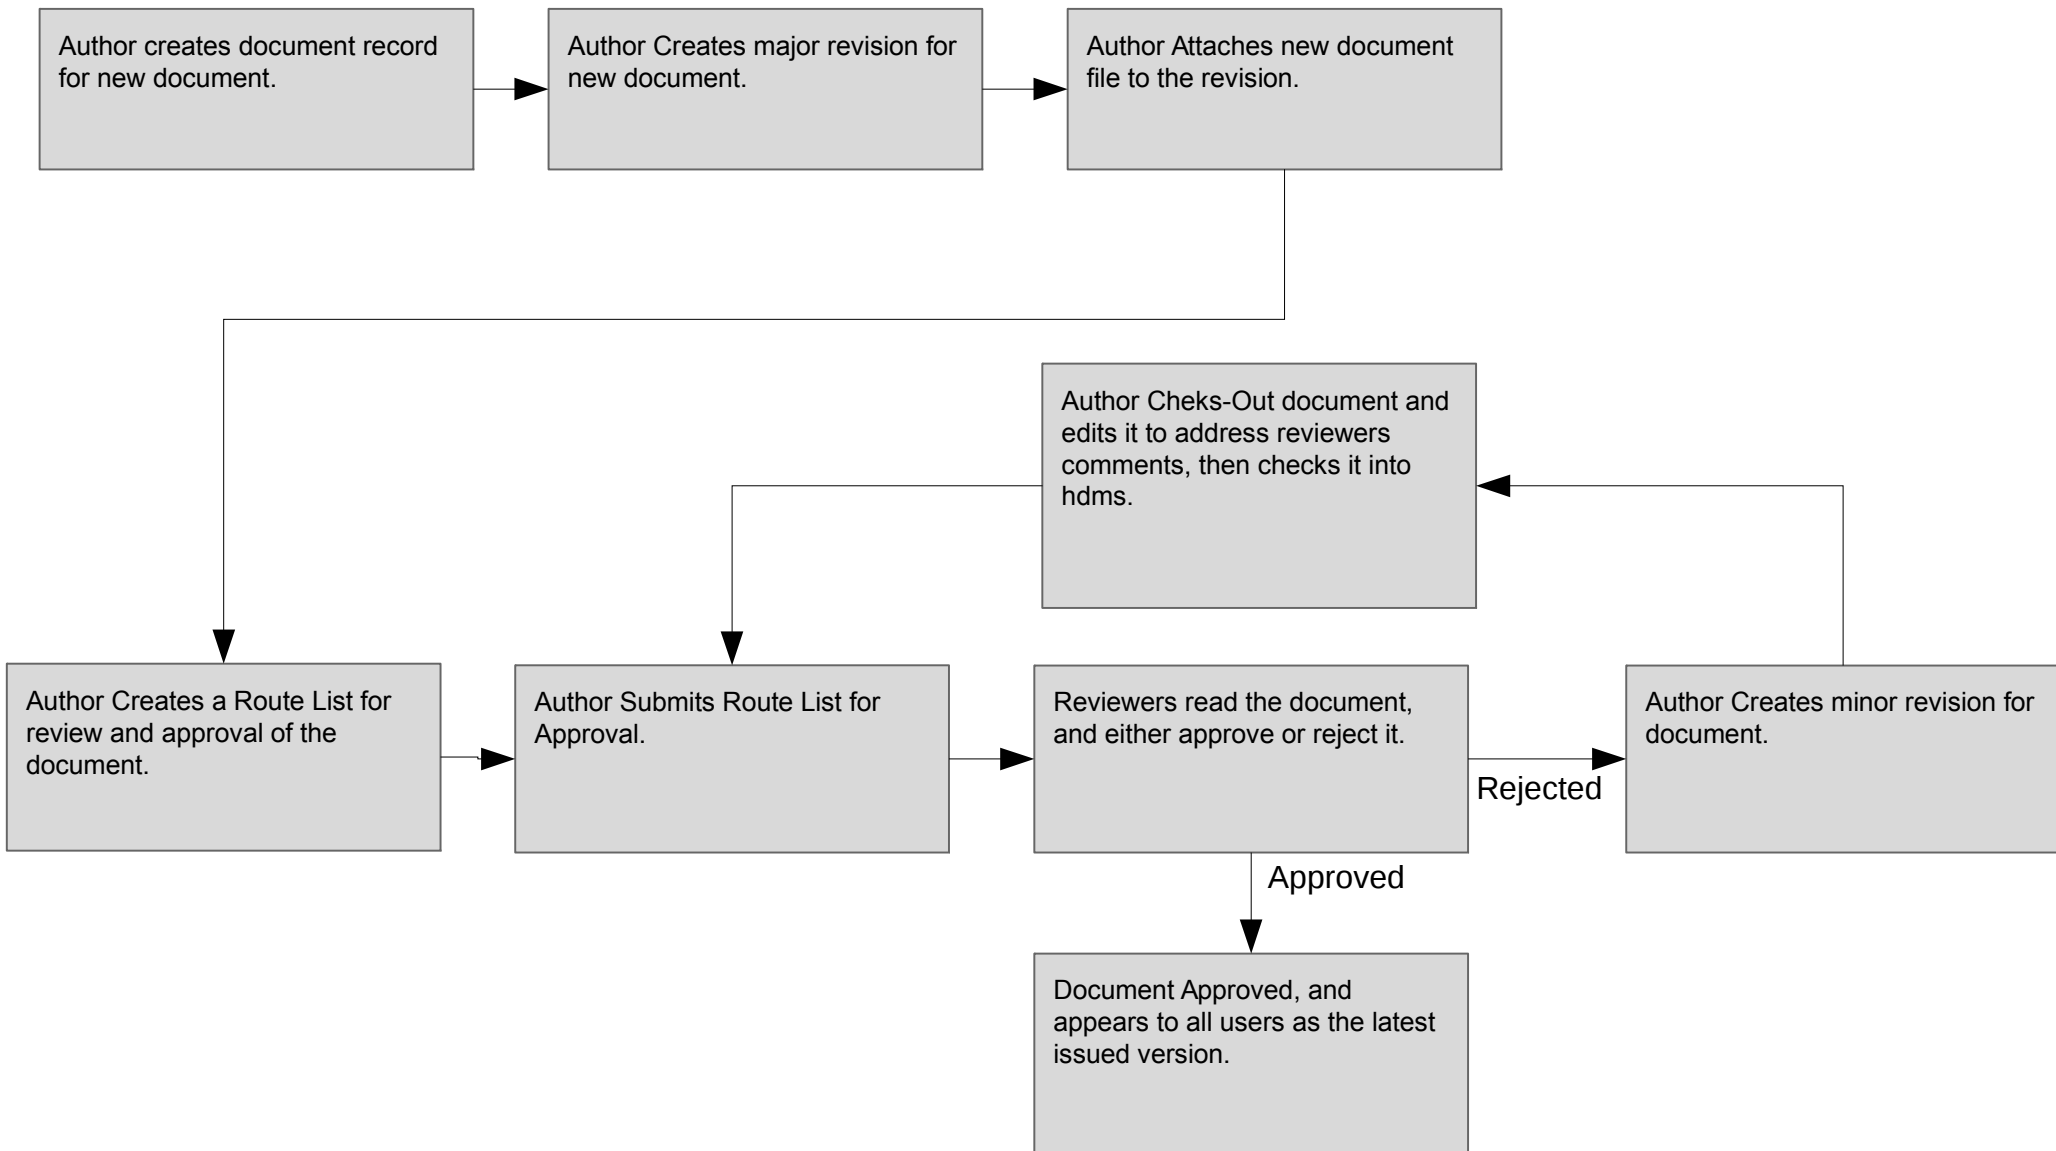 Author creates document record
for new document.
Author Creates major revision for
new document.
Author Attaches new document
file to the revision.
Author Cheks-Out document and
edits it to address reviewers
comments, then checks it into
hdms.
Author Creates a Route List for
review and approval of the
document.
Author Submits Route List for
Approval.
Reviewers read the document,
and either approve or reject it.
Rejected
Author Creates minor revision for
document.
Approved
Document Approved, and
appears to all users as the latest
issued version.